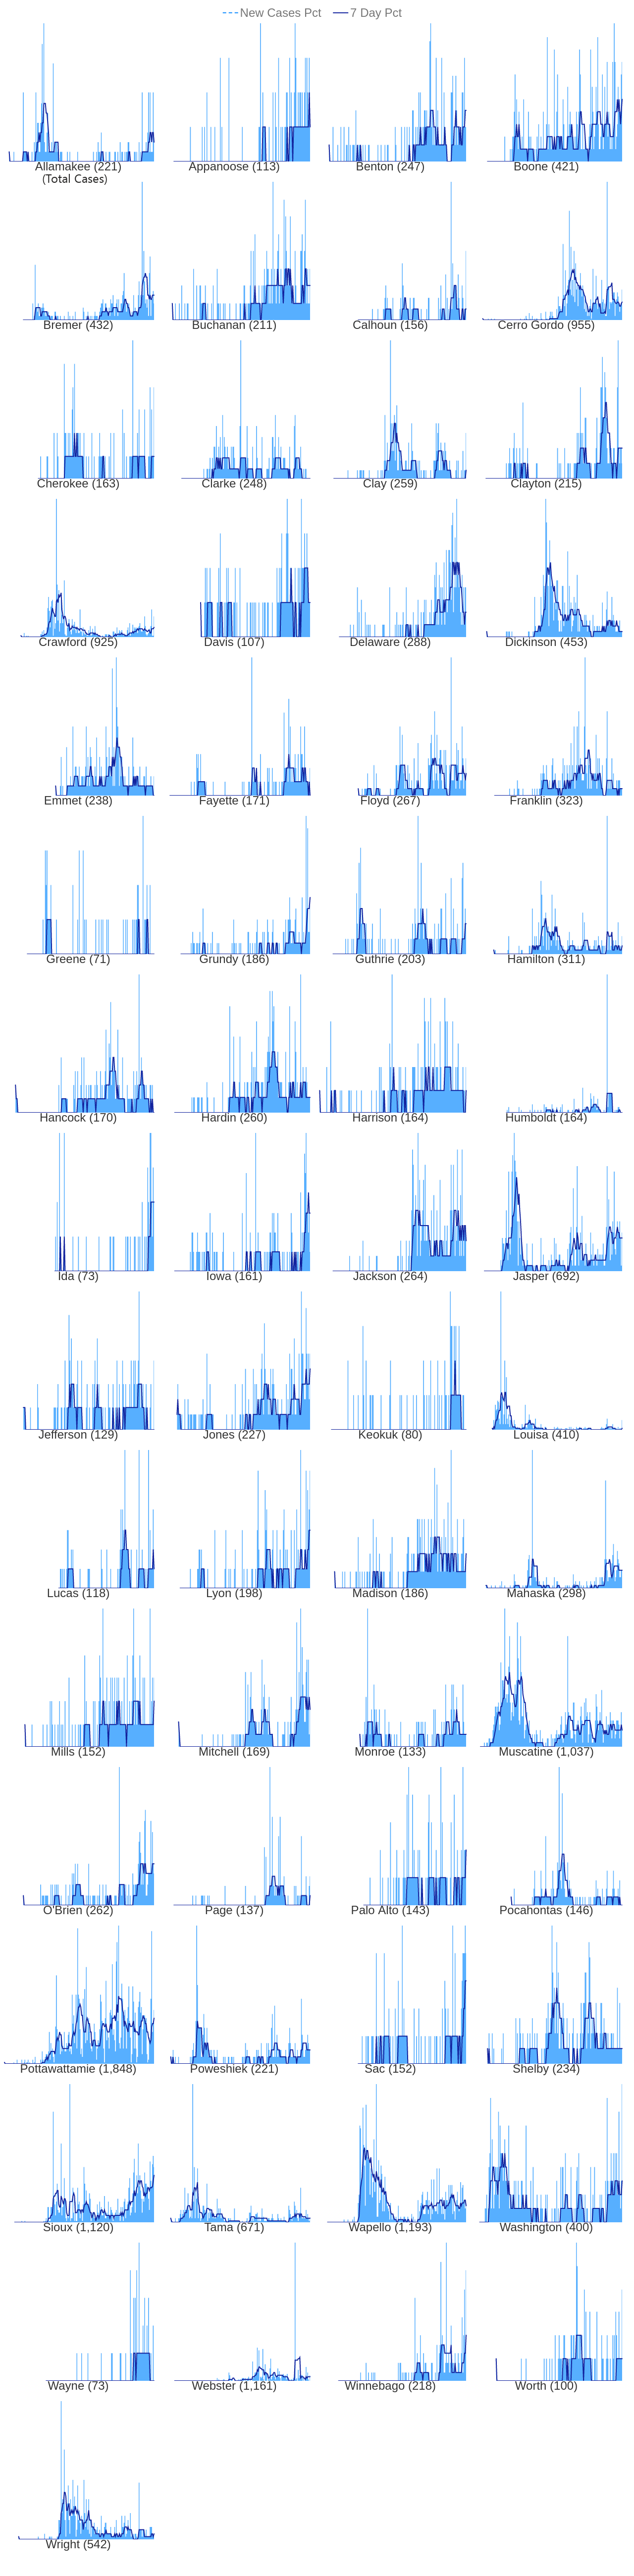 New Cases Pct 7 Day Pct
Allamakee (221) Appanoose (113) Benton (247) Boone (421)
(Total Cases)
Bremer (432) Buchanan (211) Calhoun (156) Cerro Gordo (955)
Cherokee (163) Clarke (248) Clay (259) Clayton (215)
Crawford (925) Davis (107) Delaware (288) Dickinson (453)
Emmet (238) Fayette (171) Floyd (267) Franklin (323)
Greene (71) Grundy (186) Guthrie (203) Hamilton (311)
Hancock (170) Hardin (260) Harrison (164) Humboldt (164)
Ida (73) Iowa (161) Jackson (264) Jasper (692)
Jefferson (129) Jones (227) Keokuk (80) Louisa (410)
Lucas (118) Lyon (198) Madison (186) Mahaska (298)
Mills (152) Mitchell (169) Monroe (133) Muscatine (1,037)
O'Brien (262) Page (137) Palo Alto (143) Pocahontas (146)
Pottawattamie (1,848) Poweshiek (221) Sac (152) Shelby (234)
Sioux (1,120) Tama (671) Wapello (1,193) Washington (400)
Wayne (73) Webster (1,161) Winnebago (218) Worth (100)
Wright (542)